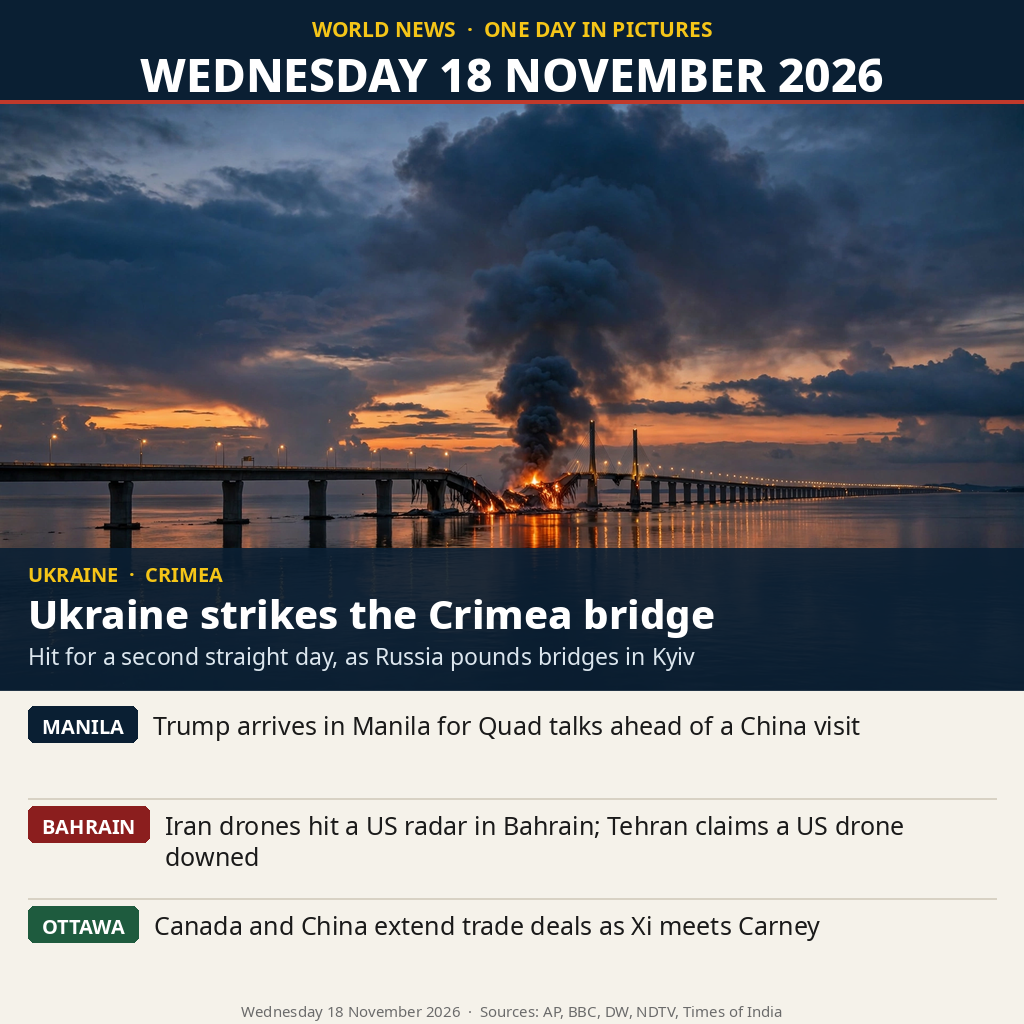 WORLD NEWS · ONE DAY IN PICTURES
WEDNESDAY 18 NOVEMBER 2026
UKRAINE · CRIMEA
Ukraine strikes the Crimea bridge
Hit for a second straight day, as Russia pounds bridges in Kyiv
MANILA Trump arrives in Manila for Quad talks ahead of a China visit
BAHRAIN Iran drones hit a US radar in Bahrain; Tehran claims a US drone
downed
OTTAWA Canada and China extend trade deals as Xi meets Carney
Wednesday 18 November 2026 · Sources: AP, BBC, DW, NDTV, Times of India